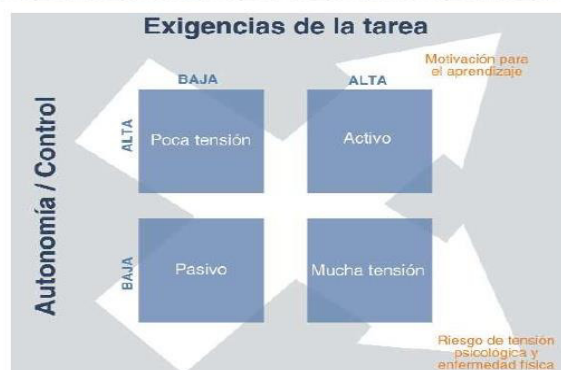 Exigencias de la tarea
Motivación para
el aprendizaje
BAJA
ALTA
Autonomía / Control
ALTA
Poca tensión
Activo
BAJA
Pasivo
Mucha tensión
Riesgo de tensión
psicológica y
enfermedad física